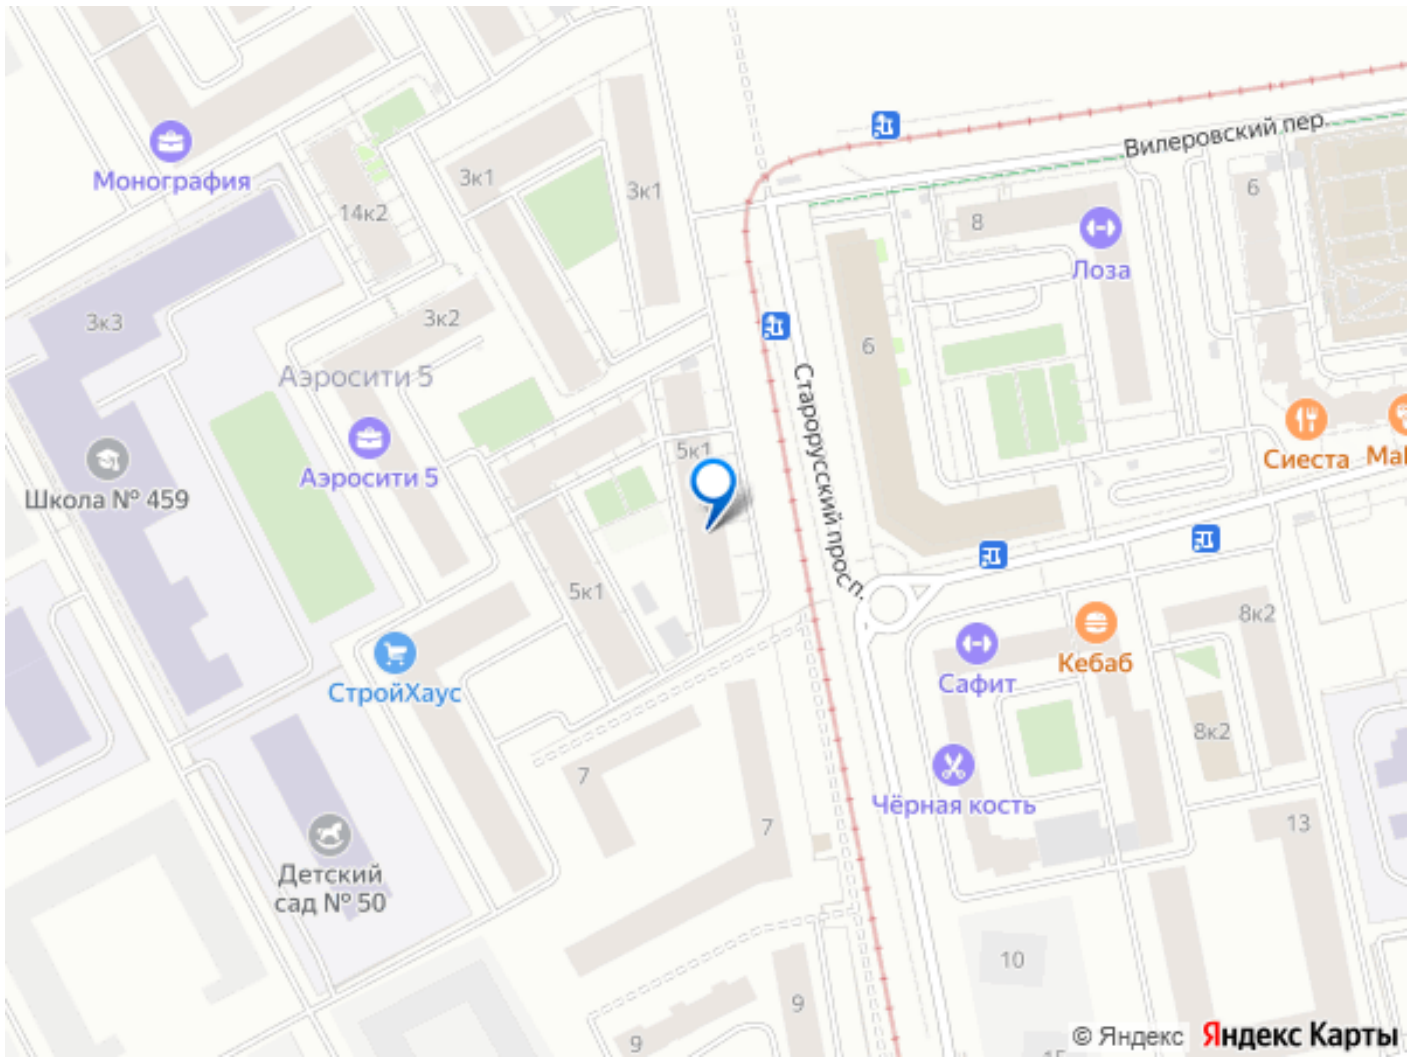 Вилеровский пер.
Монография
3к1
3к1
6
14к2
8
Лоза
3к3
3к2
6
Аэросити 5
Старорусский просп.
5к1
Сиеста
Школа № 459
Аэросити 5
5к1
8к2
Кебаб
Сафит
СтройХаус
8к2
7
Чёрная кость
7
13
Детский
сад № 50
10
9
9
© Яндекс Яндекс Карты